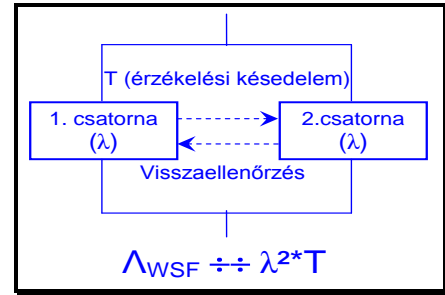 T (érzékelési késedelem)
1. csatorna
(λ)
2.csatorna
(λ)
Visszaellenőrzés
ΛWSF ÷÷ λ²*T